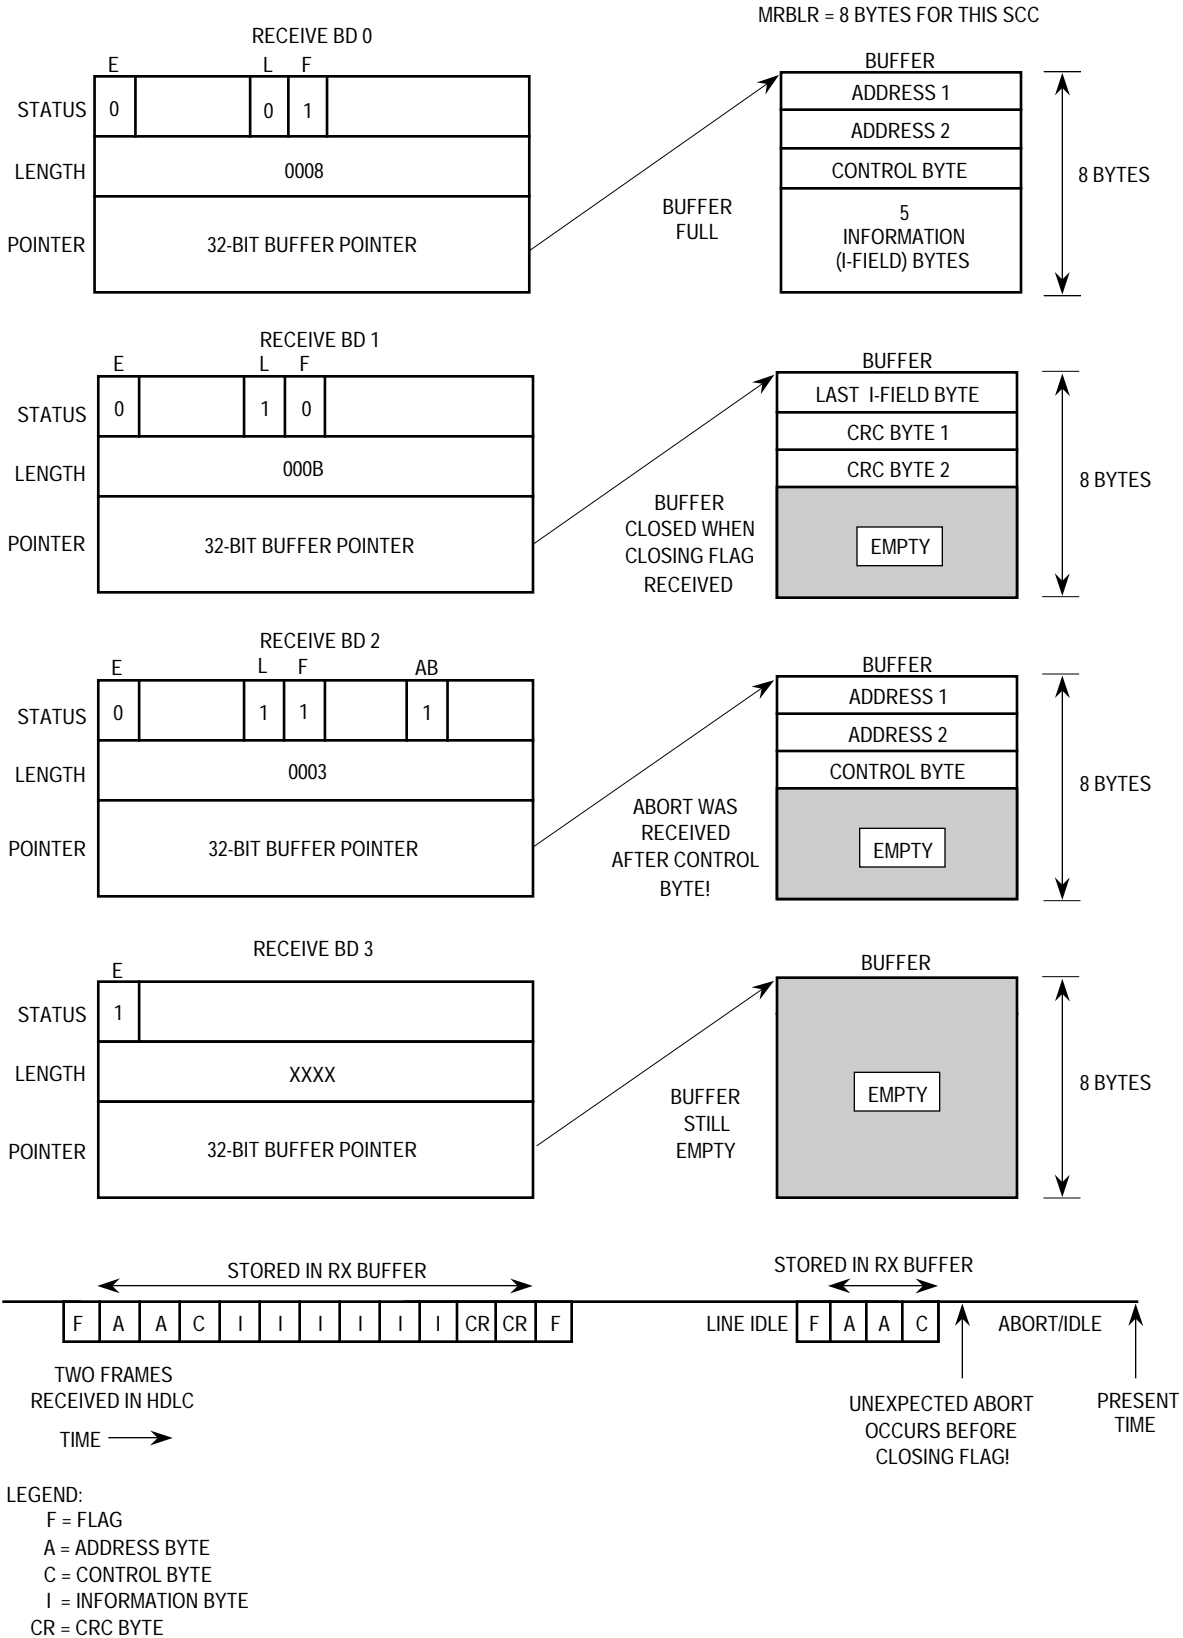 MRBLR = 8 BYTES FOR THIS SCC
RECEIVE BD 0
E L F
STATUS 0 0 1
LENGTH 0008
POINTER 32-BIT BUFFER POINTER
BUFFER
FULL
BUFFER
ADDRESS 1
ADDRESS 2
CONTROL BYTE
5
INFORMATION
(I-FIELD) BYTES
8 BYTES
RECEIVE BD 1
E L F
STATUS 0 1 0
LENGTH 000B
POINTER 32-BIT BUFFER POINTER
BUFFER
CLOSED WHEN
CLOSING FLAG
RECEIVED
BUFFER
LAST I-FIELD BYTE
CRC BYTE 1
CRC BYTE 2
EMPTY
8 BYTES
RECEIVE BD 2
E L F AB
STATUS 0 1 1 1
LENGTH 0003
POINTER 32-BIT BUFFER POINTER
ABORT WAS
RECEIVED
AFTER CONTROL
BYTE!
BUFFER
ADDRESS 1
ADDRESS 2
CONTROL BYTE
EMPTY
8 BYTES
RECEIVE BD 3
E
STATUS 1
LENGTH XXXX
POINTER 32-BIT BUFFER POINTER
BUFFER
STILL
EMPTY
BUFFER
EMPTY
8 BYTES
STORED IN RX BUFFER
STORED IN RX BUFFER
F A A C I I I I I I CR CR F
LINE IDLE F A A C ABORT/IDLE
TWO FRAMES
RECEIVED IN HDLC
TIME
UNEXPECTED ABORT
OCCURS BEFORE
CLOSING FLAG!
PRESENT
TIME
LEGEND:
F = FLAG
A = ADDRESS BYTE
C = CONTROL BYTE
I = INFORMATION BYTE
CR = CRC BYTE